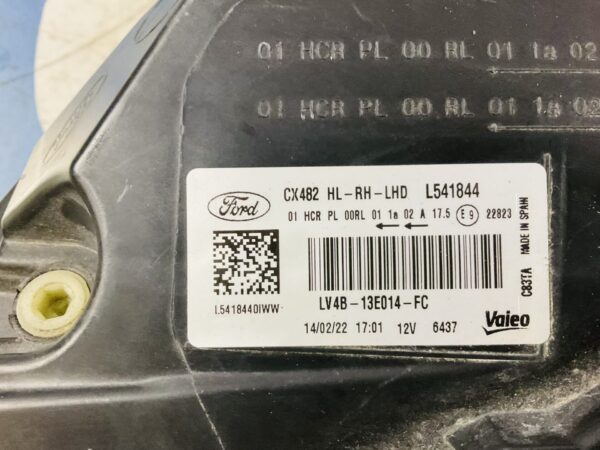 01 HCR PL 00 RL 01 1a 02
01 HCR PL 00 RL 01 1a 02
Ford
CX482 HL-RH-LHD L541844
01 HCR PL 00RL 01 1a 02 A 17.5 E9 22823
LV4B-13E014-FC
L54184401WW
14/02/22 17:01 12V 6437
Valeo
MADE IN SPAIN